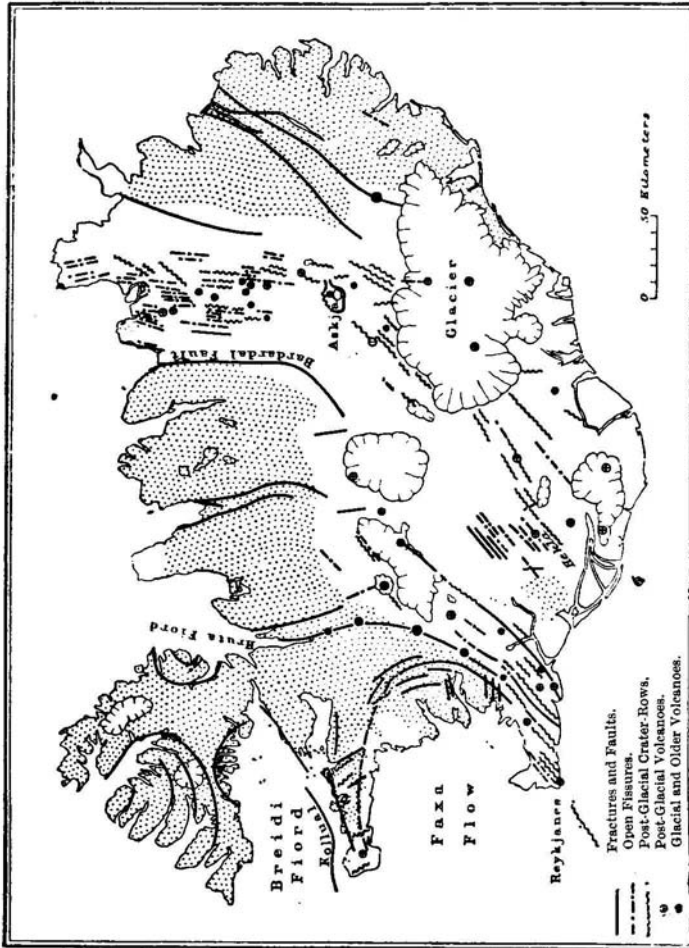 Hruta Fiord
Bardardal Fault
Askja
Glacier
Breidi
Fiord
Kolluai
Faxa
Flow
Reykjanes
Hekla
0 50 Kilometers
Fractures and Faults.
Open Fissures.
Post-Glacial Crater-Rows.
Post-Glacial Volcanoes.
Glacial and Older Volcanoes.